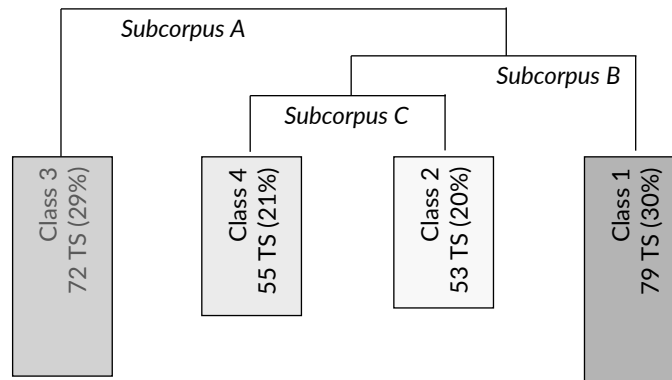 Subcorpus A
Subcorpus B
Subcorpus C
Class 3
72 TS (29%)
Class 4
55 TS (21%)
Class 2
53 TS (20%)
Class 1
79 TS (30%)